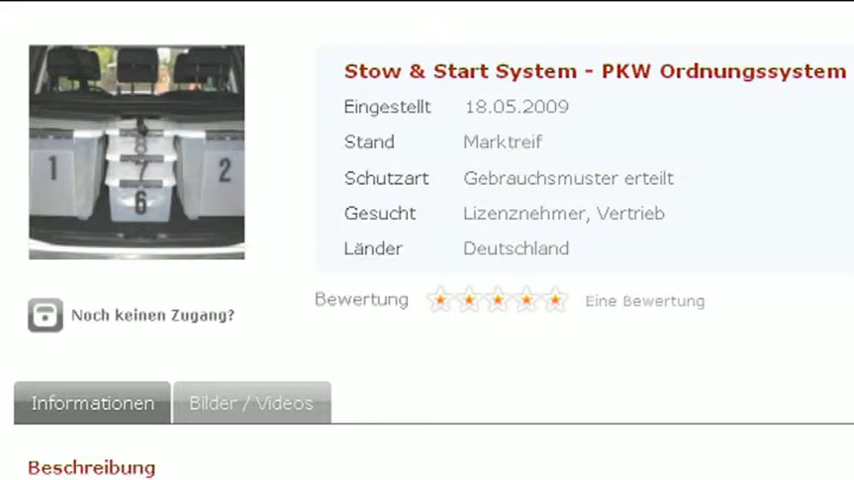 Stow & Start System - PKW Ordnungssystem
Eingestellt 18.05.2009
Stand Marktreif
Schutzart Gebrauchsmuster erteilt
Gesucht Lizenznehmer, Vertrieb
Länder Deutschland
1
7
6
2
Bewertung Eine Bewertung
Noch keinen Zugang?
Informationen Bilder / Videos
Beschreibung